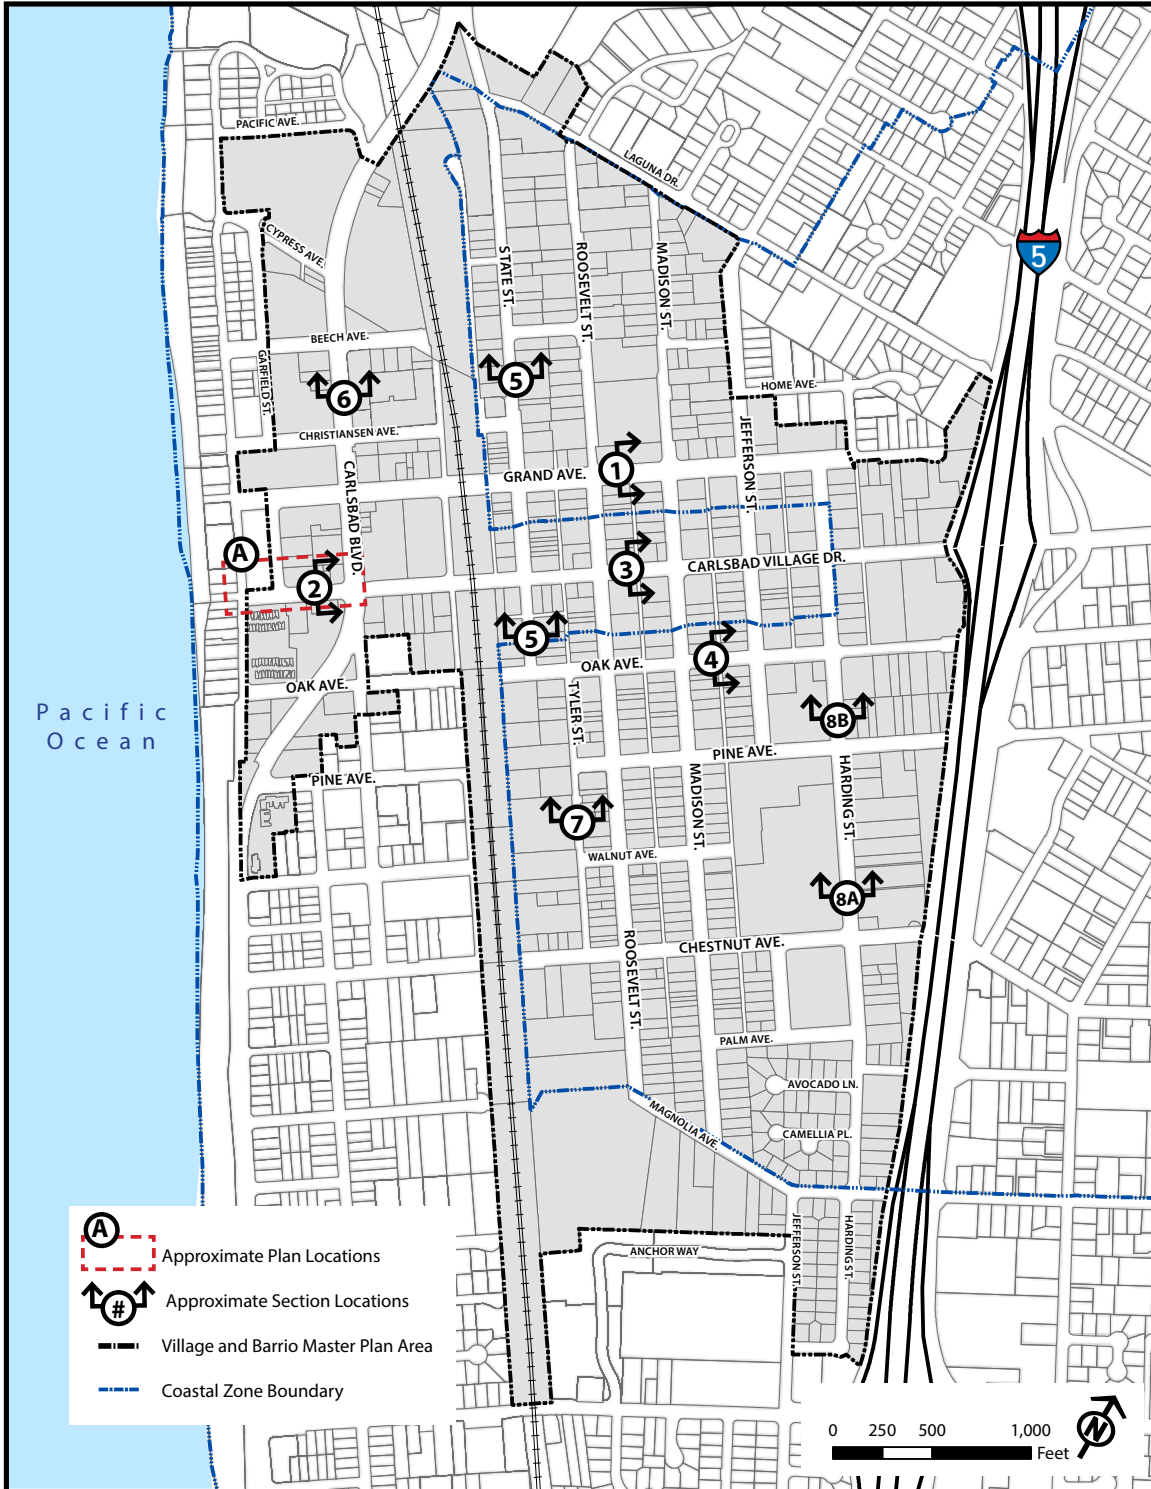 PACIFIC AVE.
LAGUNA DR.
CYPRESS AVE.
STATE ST.
ROOSEVELT ST.
MADISON ST.
5
BEECH AVE.
GARFIELD ST.
5
6
HOME AVE.
CHRISTIANSEN AVE.
JEFFERSON ST.
GRAND AVE.
1
CARLSBAD BLVD.
A
2
3
CARLSBAD VILLAGE DR.
5
4
OAK AVE.
OAK AVE.
TYLER ST.
8B
Pacific
Ocean
PINE AVE.
PINE AVE.
MADISON ST.
HARDING ST.
7
WALNUT AVE.
8A
ROOSEVELT ST.
CHESTNUT AVE.
PALM AVE.
AVOCADO LN.
MAGNOLIA AVE.
CAMELLIA PL.
JEFFERSON ST.
HARDING ST.
ANCHOR WAY
A
Approximate Plan Locations
#
Approximate Section Locations
Village and Barrio Master Plan Area
Coastal Zone Boundary
0 250 500 1,000
Feet
N